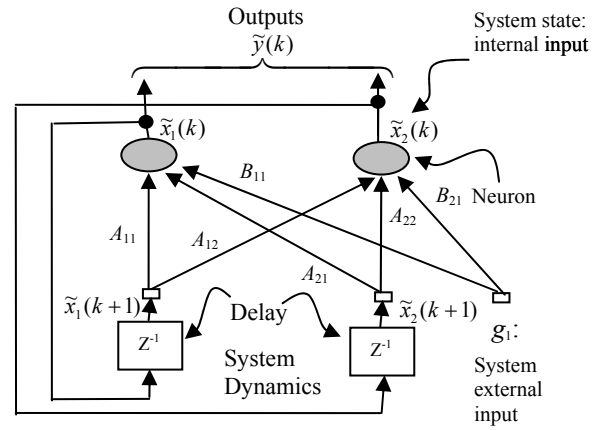 Outputs
ỹ(k)
System state:
internal input
x̃₁(k)
x̃₂(k)
B₁₁
B₂₁
Neuron
A₁₁
A₁₂
A₂₁
A₂₂
x̃₁(k+1)
Delay
x̃₂(k+1)
g₁:
Z⁻¹
Z⁻¹
System
Dynamics
System
external
input